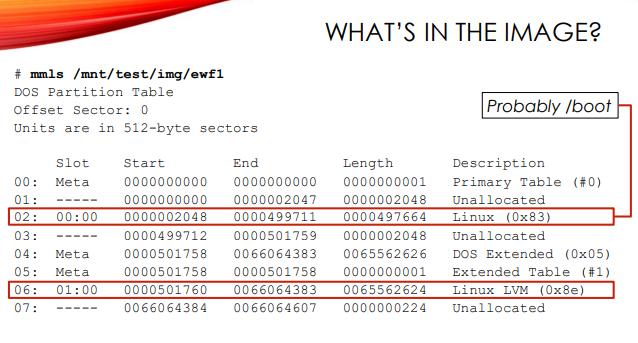 WHAT'S IN THE IMAGE?
# mmls /mnt/test/img/ewf1
DOS Partition Table
Offset Sector: 0
Units are in 512-byte sectors
Probably /boot
Slot Start End Length Description
00: Meta 0000000000 0000000000 0000000001 Primary Table (#0)
01: ----- 0000000000 0000002047 0000002048 Unallocated
02: 00:00 0000002048 0000499711 0000497664 Linux (0x83)
03: ----- 0000499712 0000501759 0000002048 Unallocated
04: Meta 0000501758 0066064383 0065562626 DOS Extended (0x05)
05: Meta 0000501758 0000501758 0000000001 Extended Table (#1)
06: 01:00 0000501760 0066064383 0065562624 Linux LVM (0x8e)
07: ----- 0066064384 0066064607 0000000224 Unallocated